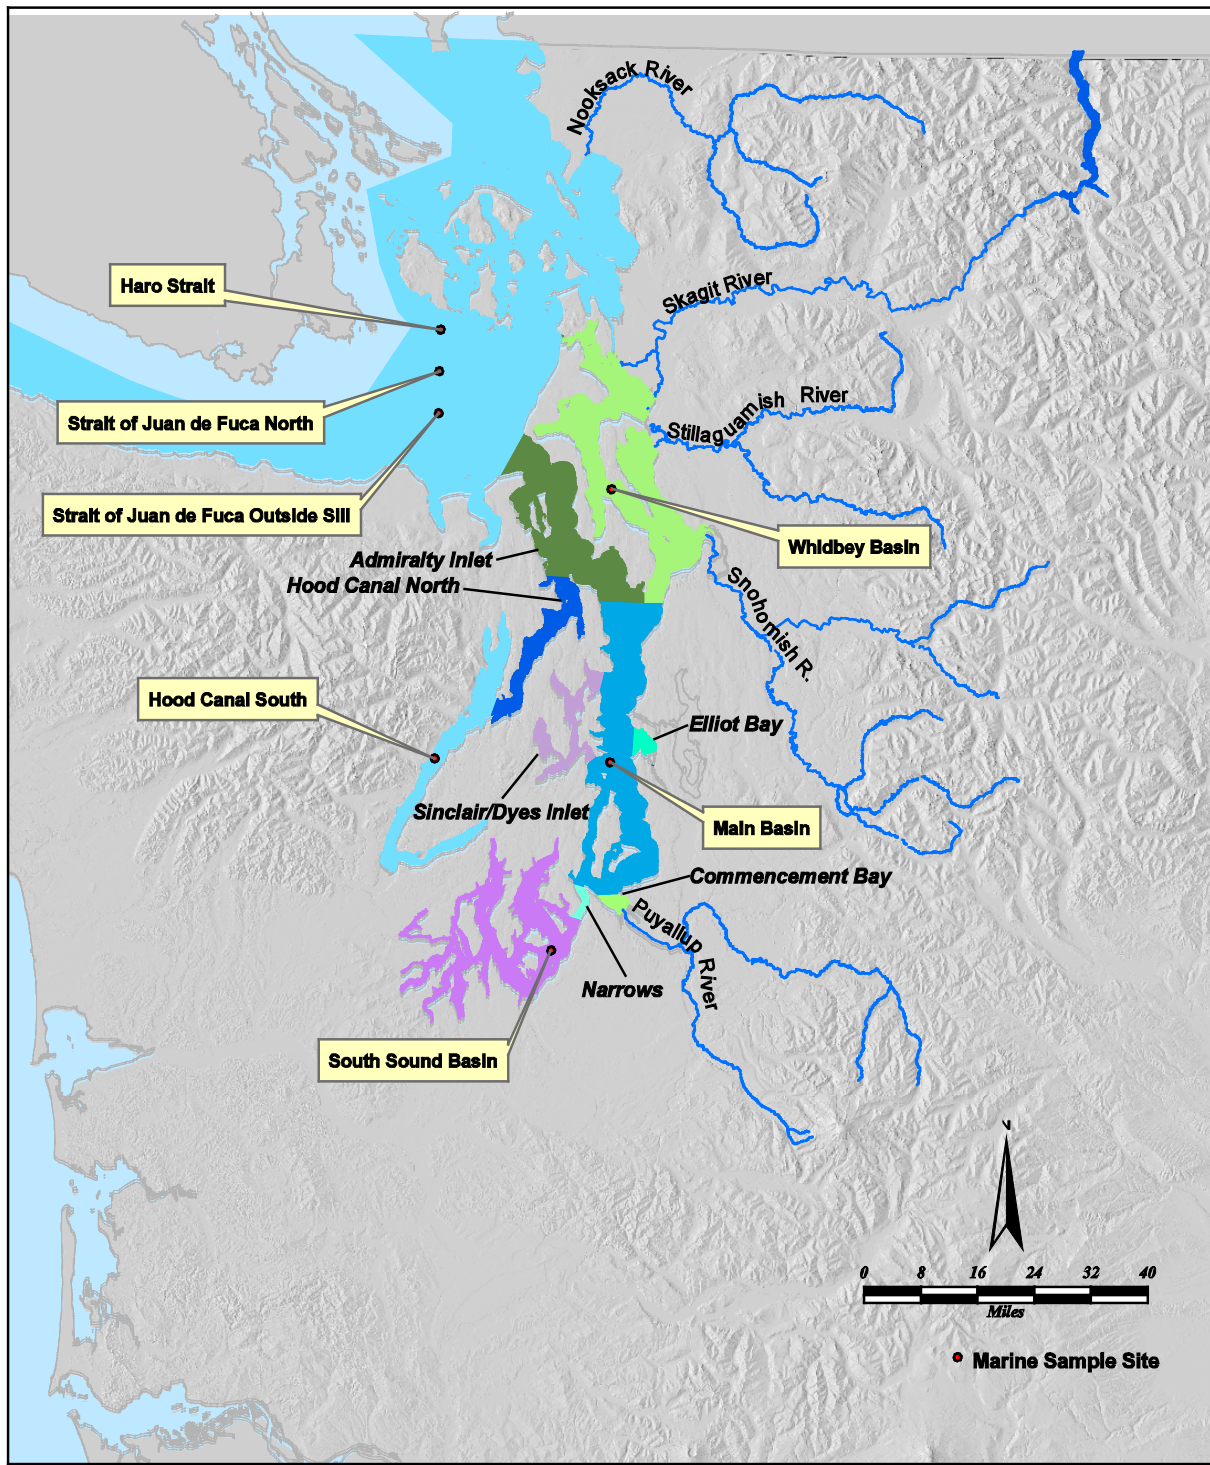 Nooksack River
Haro Strait
Skagit River
Strait of Juan de Fuca North
Stillaguamish River
Strait of Juan de Fuca Outside Sill
Whidbey Basin
Admiralty Inlet
Hood Canal North
Snohomish R.
Hood Canal South
Elliot Bay
Sinclair/Dyes Inlet
Main Basin
Commencement Bay
Puyallup River
Narrows
South Sound Basin
N
0 8 16 24 32 40
Miles
Marine Sample Site